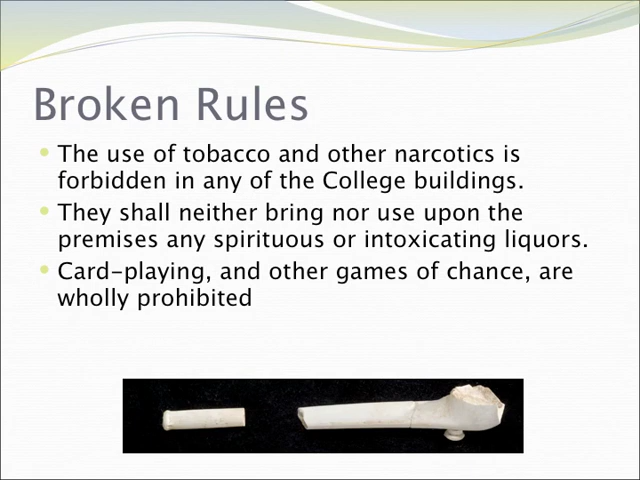 Broken Rules
The use of tobacco and other narcotics is
forbidden in any of the College buildings.
They shall neither bring nor use upon the
premises any spirituous or intoxicating liquors.
Card-playing, and other games of chance, are
wholly prohibited